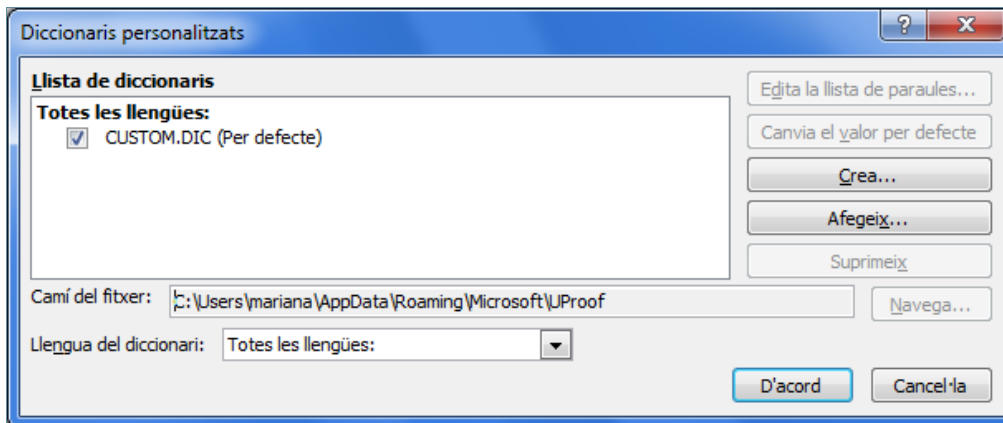 Diccionaris personalitzats
Llista de diccionaris
Totes les llengües:
CUSTOM.DIC (Per defecte)
Edita la llista de paraules...
Canvia el valor per defecte
Crea...
Afegeix...
Suprimeix
Camí del fitxer: C:\Users\mariana\AppData\Roaming\Microsoft\UProof
Navega...
Llengua del diccionari: Totes les llengües:
D'acord Cancel·la